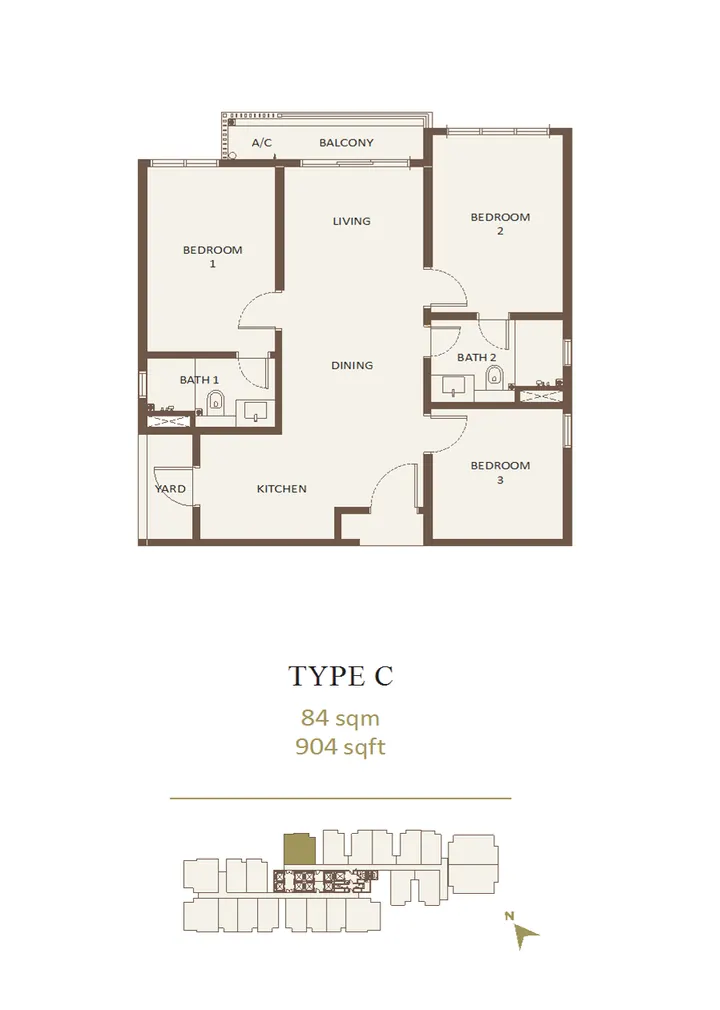 A/C
BALCONY
LIVING
BEDROOM
2
BEDROOM
1
DINING
BATH 2
BATH 1
BEDROOM
3
YARD
KITCHEN
TYPE C
84 sqm
904 sqft
N